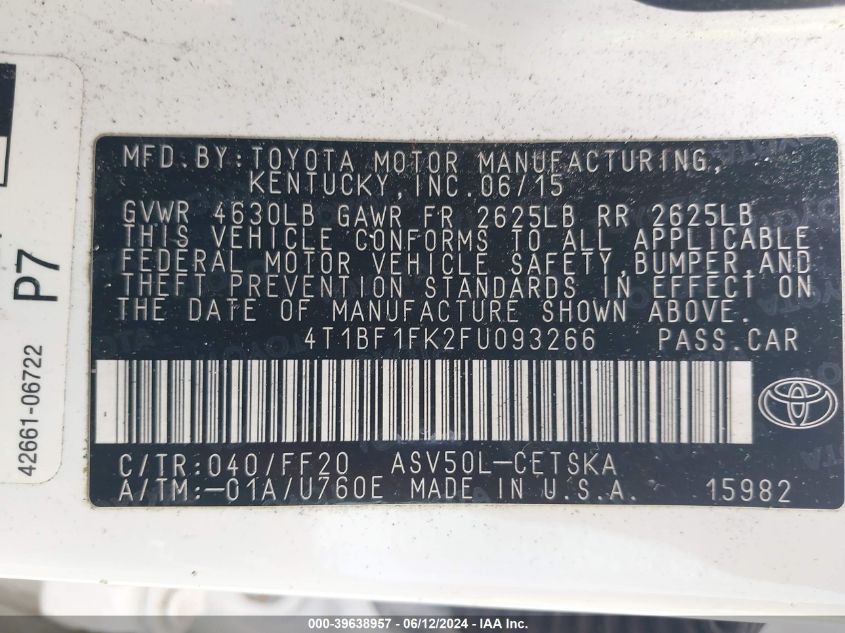 MFD.BY:TOYOTA MOTOR MANUFACTURING,
KENTUCKY,INC.06/15
GVWR 4630LB GAWR FR 2625LB RR 2625LB
THIS VEHICLE CONFORMS TO ALL APPLICABLE
FEDERAL MOTOR VEHICLE SAFETY,BUMPER,AND
THEFT PREVENTION STANDARDS IN EFFECT ON
THE DATE OF MANUFACTURE SHOWN ABOVE.
4T1BF1FK2FU093266 PASS.CAR
C/TR:040/FF20 ASV50L-CETSKA
A/TM:-01A/U760E MADE IN U.S.A. 15982
P7
42661-06722
000-39638957 - 06/12/2024 - IAA, Inc.